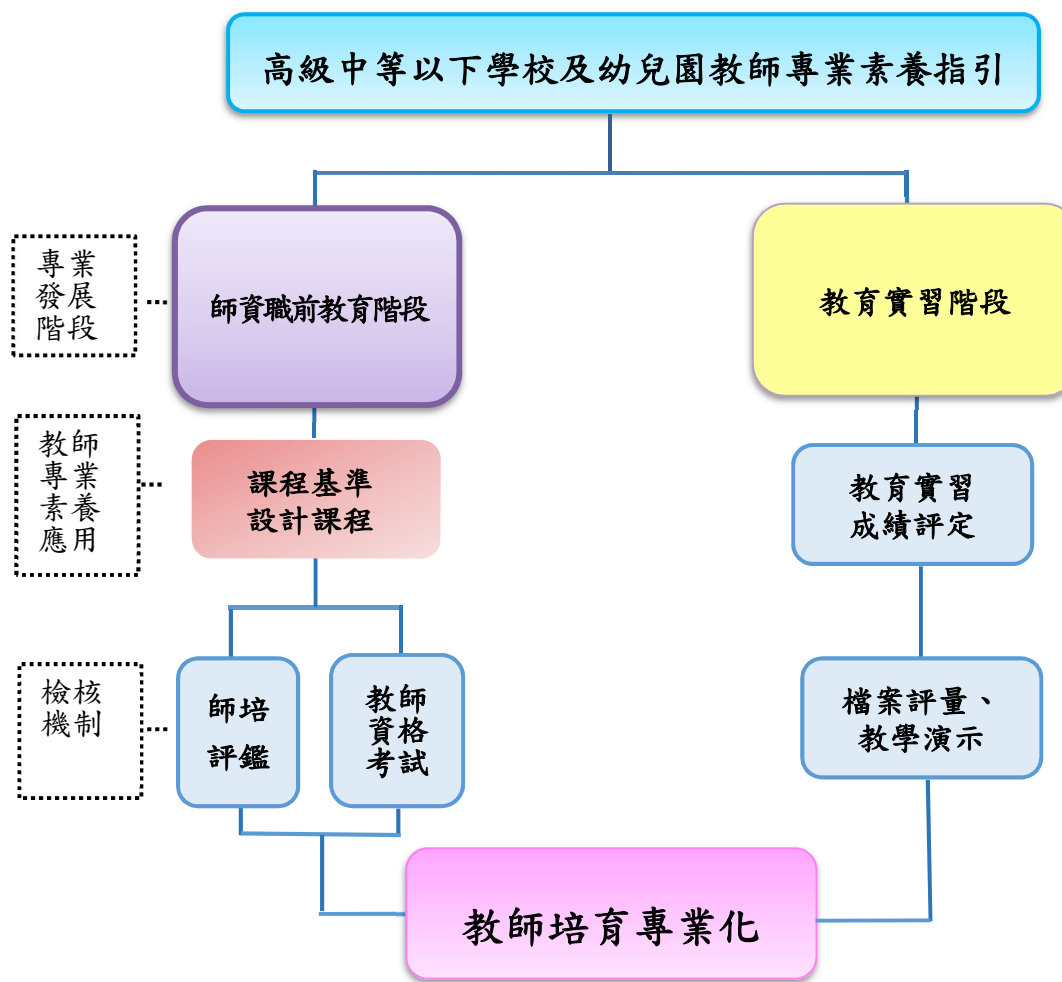 高級中等以下學校及幼兒園教師專業素養指引
專業
發展
階段
師資職前教育階段
教育實習階段
教師
專業
素養
應用
課程基準
設計課程
教育實習
成績評定
檢核
機制
師培
評鑑
教師
資格
考試
檔案評量、
教學演示
教師培育專業化